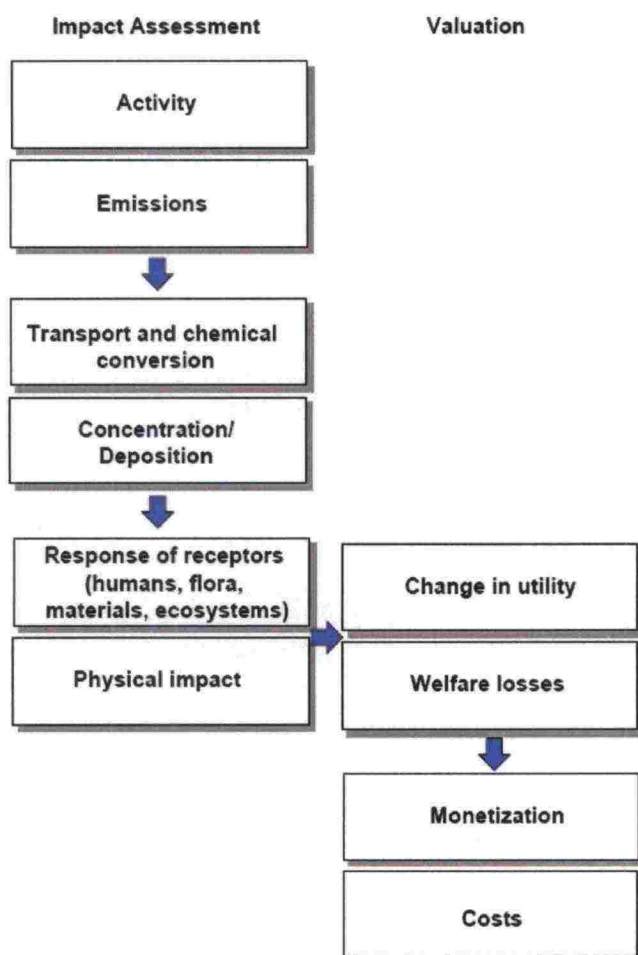 Impact Assessment
Valuation
Activity
Emissions
Transport and chemical
conversion
Concentration/
Deposition
Response of receptors
(humans, flora,
materials, ecosystems)
Physical impact
Change in utility
Welfare losses
Monetization
Costs